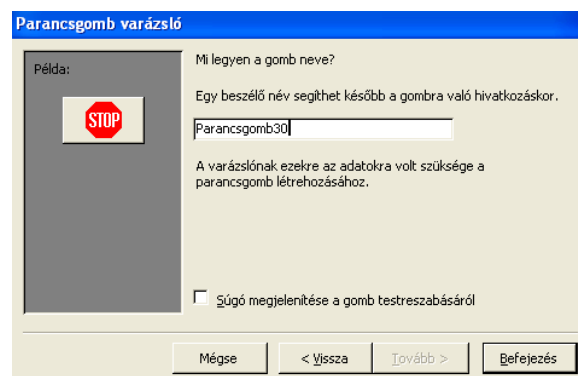 Parancsgomb varázsló
Példa:
STOP
Mi legyen a gomb neve?
Egy beszélő név segíthet később a gombra való hivatkozáskor.
Parancsgomb30
A varázslónak ezekre az adatokra volt szüksége a
parancsgomb létrehozásához.
Súgó megjelenítése a gomb testreszabásáról
Mégse
< Vissza
Tovább >
Befejezés